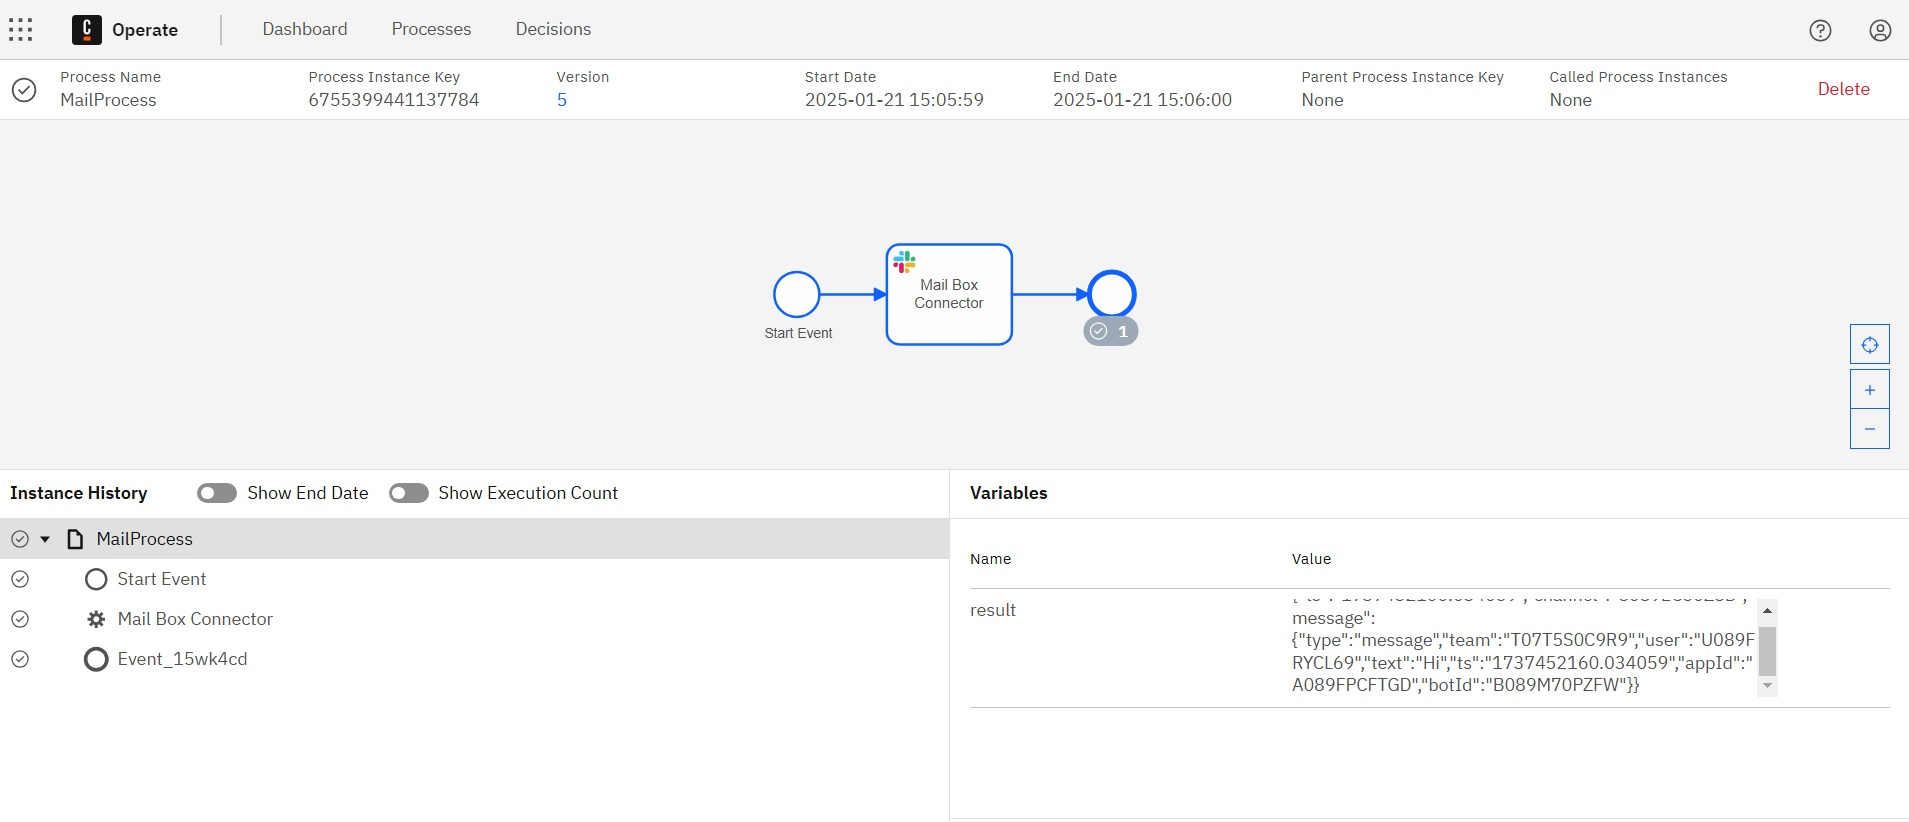 Operate
Dashboard
Processes
Decisions
Process Name
MailProcess
Process Instance Key
6755399441137784
Version
5
Start Date
2025-01-21 15:05:59
End Date
2025-01-21 15:06:00
Parent Process Instance Key
None
Called Process Instances
None
Delete
Mail Box
Connector
Start Event
1
Instance History
Show End Date
Show Execution Count
MailProcess
Start Event
Mail Box Connector
Event_15wk4cd
Variables
Name
Value
result
message":
{"type":"message","team":"T07T5S0C9R9","user":"U089F
RYCL69","text":"Hi","ts":"1737452160.034059","appId":"
A089FPCFTGD","botId":"B089M70PZFW"}}